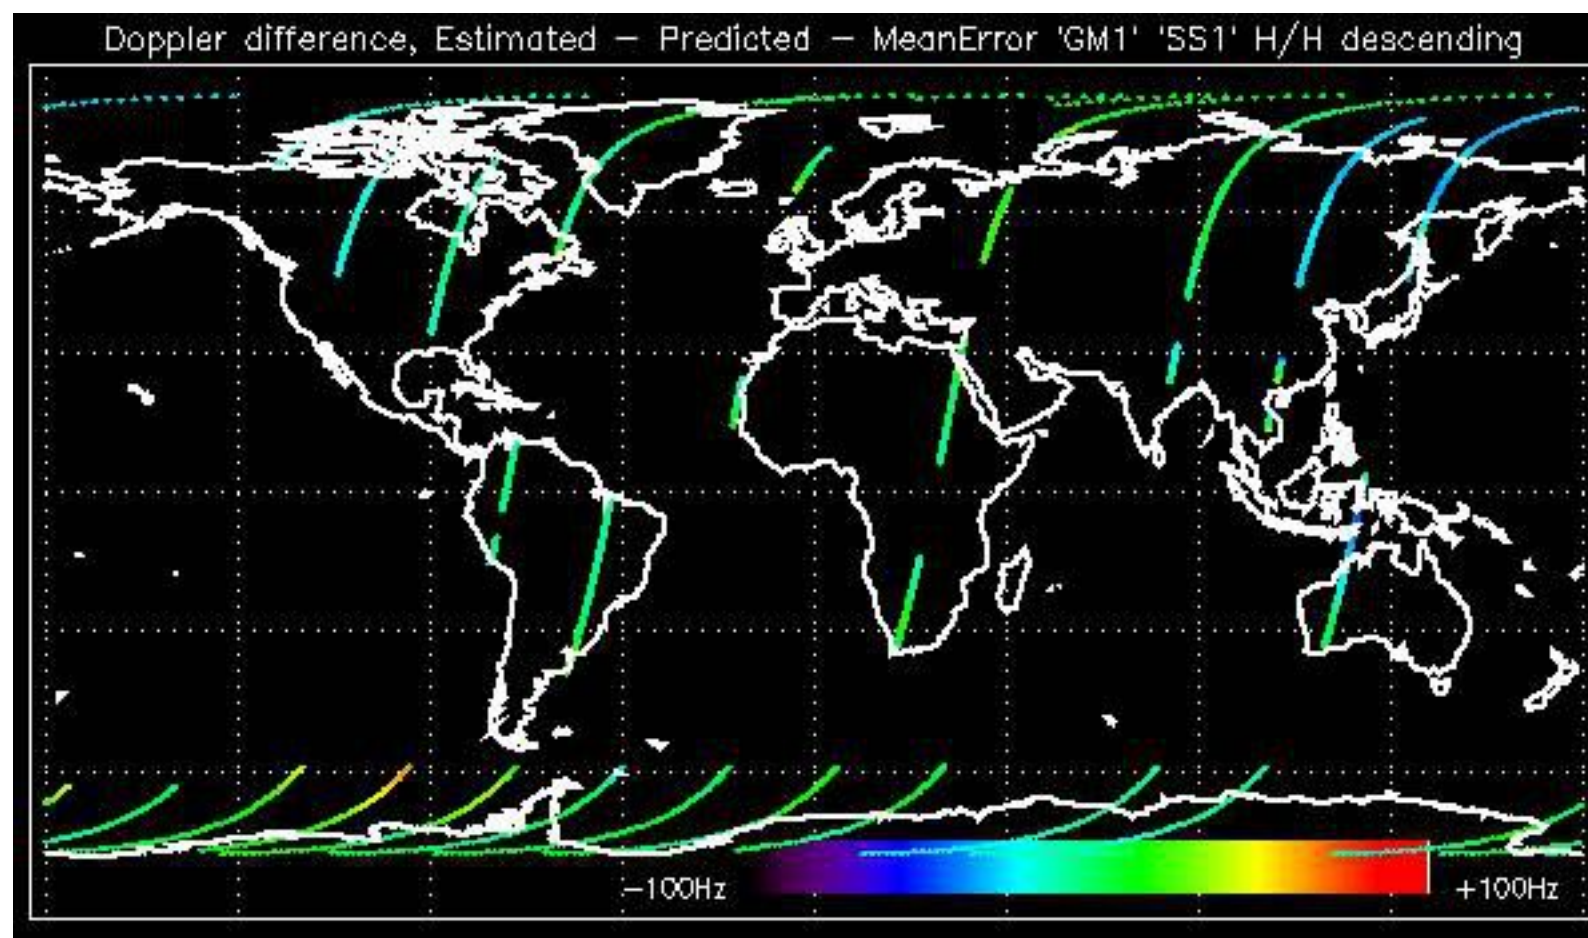 Doppler difference, Estimated – Predicted – MeanError 'GM1' 'SS1' H/H descending
–100Hz +100Hz